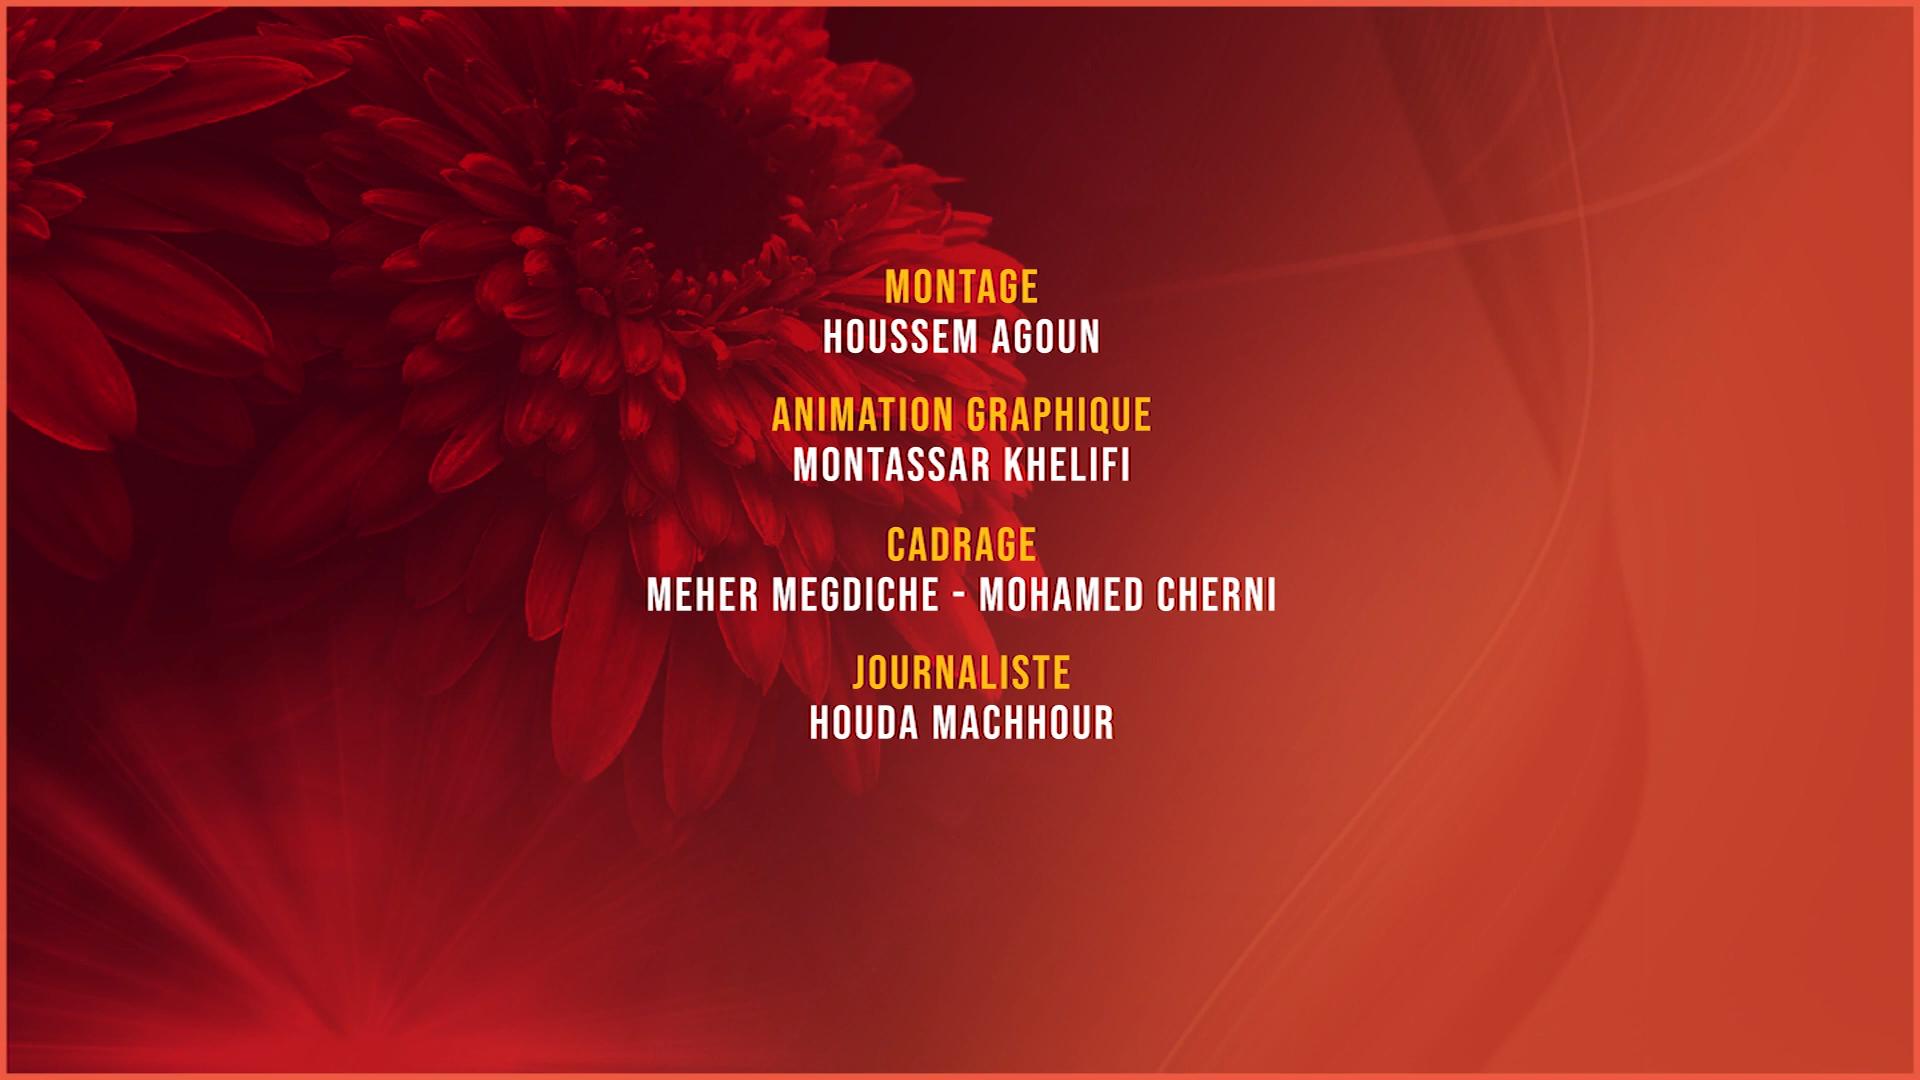 MONTAGE
HOUSSEM AGOUN
ANIMATION GRAPHIQUE
MONTASSAR KHELIFI
CADRAGE
MEHER MEGDICHE - MOHAMED CHERNI
JOURNALISTE
HOUDA MACHHOUR